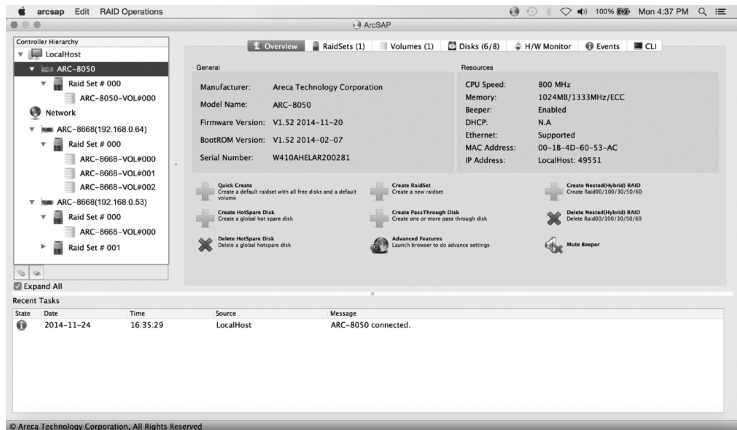 arcsap Edit RAID Operations 100% Mon 4:37 PM
ArcSAP
Controller Hierarchy
LocalHost
ARC-8050
Raid Set # 000
ARC-8050-VOL#000
Network
ARC-8668(192.168.0.64)
Raid Set # 000
ARC-8668-VOL#000
ARC-8668-VOL#001
ARC-8668-VOL#002
ARC-8668(192.168.0.53)
Raid Set # 000
ARC-8668-VOL#000
Raid Set # 001
Expand All
Overview RaidSets (1) Volumes (1) Disks (6/8) H/W Monitor Events CLI
General
Manufacturer: Areca Technology Corporation
Model Name: ARC-8050
Firmware Version: V1.52 2014-11-20
BootROM Version: V1.52 2014-02-07
Serial Number: W410AHELAR200281
Resources
CPU Speed: 800 MHz
Memory: 1024MB/1333MHz/ECC
Beeper: Enabled
DHCP: N.A
Ethernet: Supported
MAC Address: 00-1B-4D-60-53-AC
IP Address: LocalHost: 49551
Quick Create
Create a default raidset with all free disks and a default
volume
Create RaidSet
Create a new raidset
Create Nested(Hybrid) RAID
Create Raid00/100/30/50/60
Create HotSpare Disk
Create a global hot spare disk
Create PassThrough Disk
Create one or more pass through disk
Delete Nested(Hybrid) RAID
Delete Raid00/100/30/50/60
Delete HotSpare Disk
Delete a global hotspare disk
Advanced Features
Launch browser to do advance settings
Mute Beeper
Recent Tasks
State Date Time Source Message
2014-11-24 16:35:29 LocalHost ARC-8050 connected.
© Areca Technology Corporation, All Rights Reserved